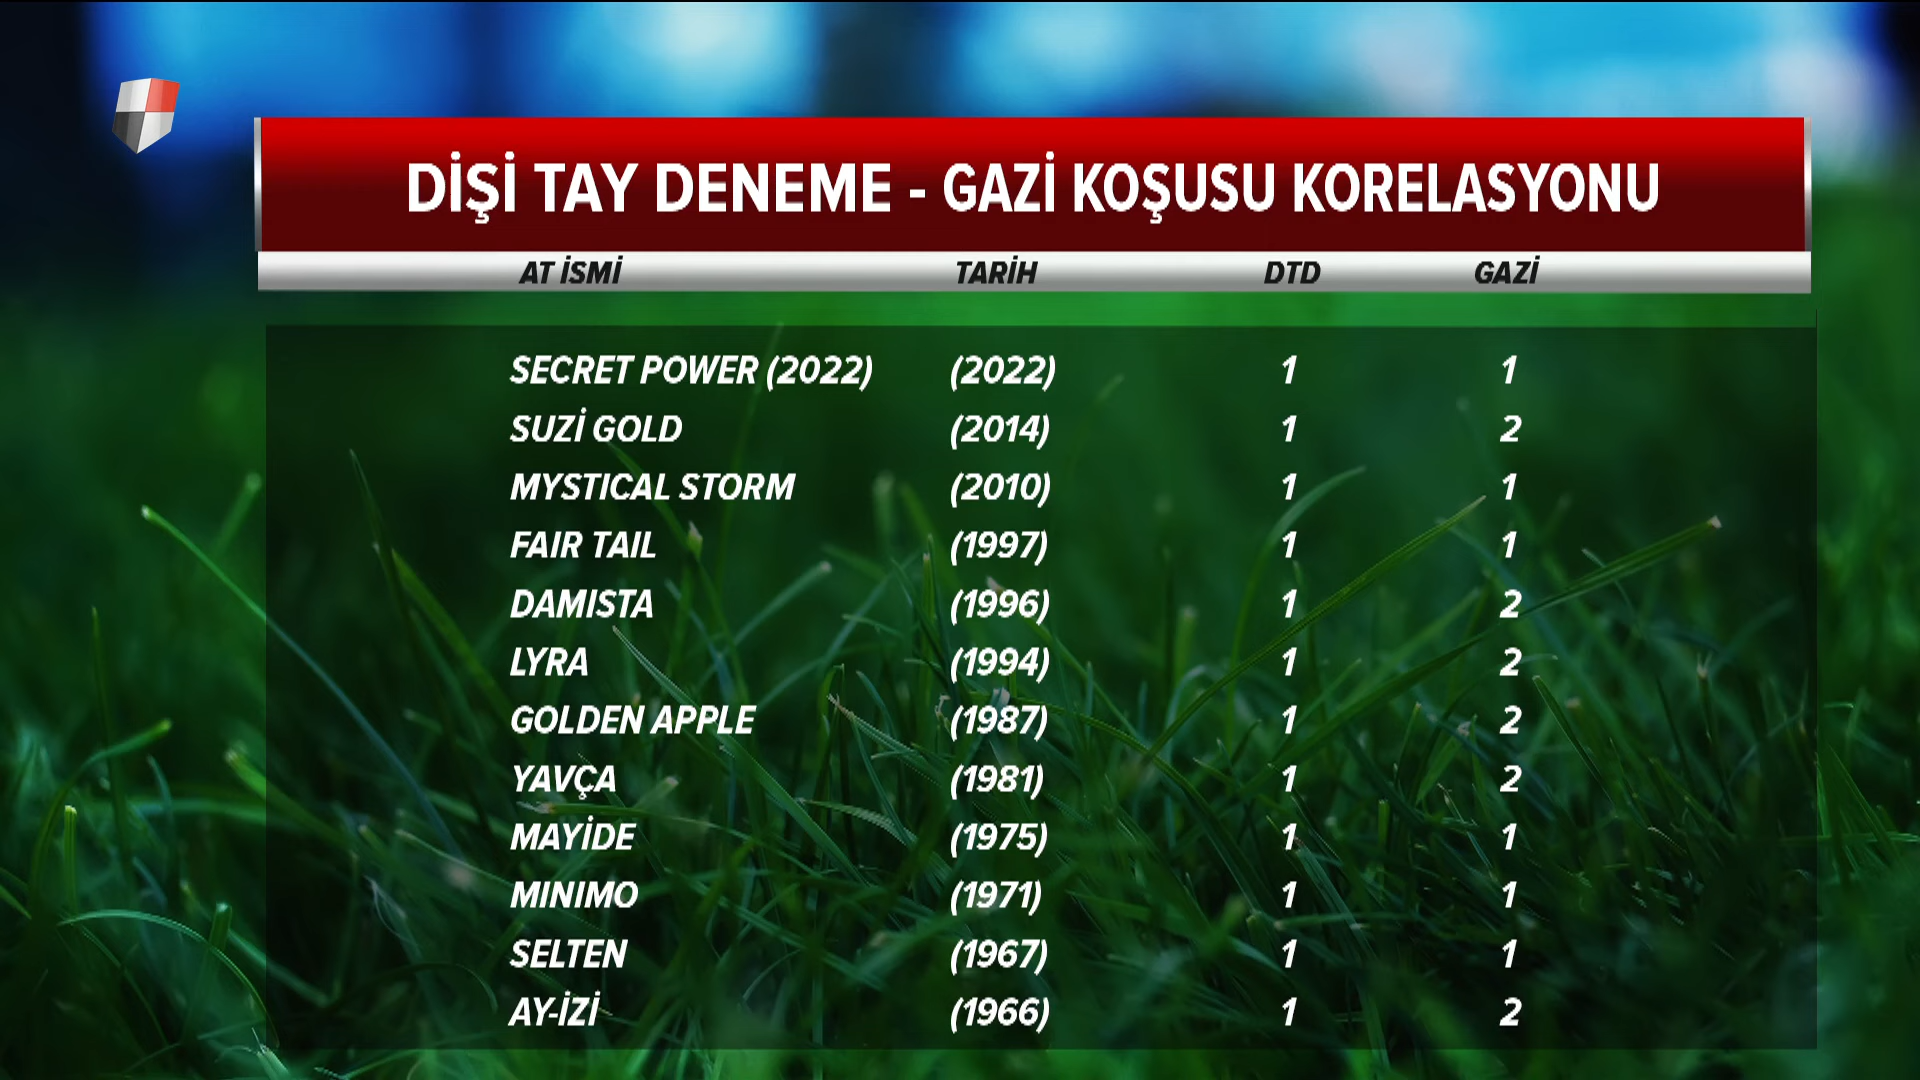 DİŞİ TAY DENEME - GAZİ KOŞUSU KORELASYONU
AT İSMİ TARİH DTD GAZİ
SECRET POWER (2022) (2022) 1 1
SUZİ GOLD (2014) 1 2
MYSTICAL STORM (2010) 1 1
FAIR TAIL (1997) 1 1
DAMISTA (1996) 1 2
LYRA (1994) 1 2
GOLDEN APPLE (1987) 1 2
YAVÇA (1981) 1 2
MAYİDE (1975) 1 1
MINIMO (1971) 1 1
SELTEN (1967) 1 1
AY-İZİ (1966) 1 2